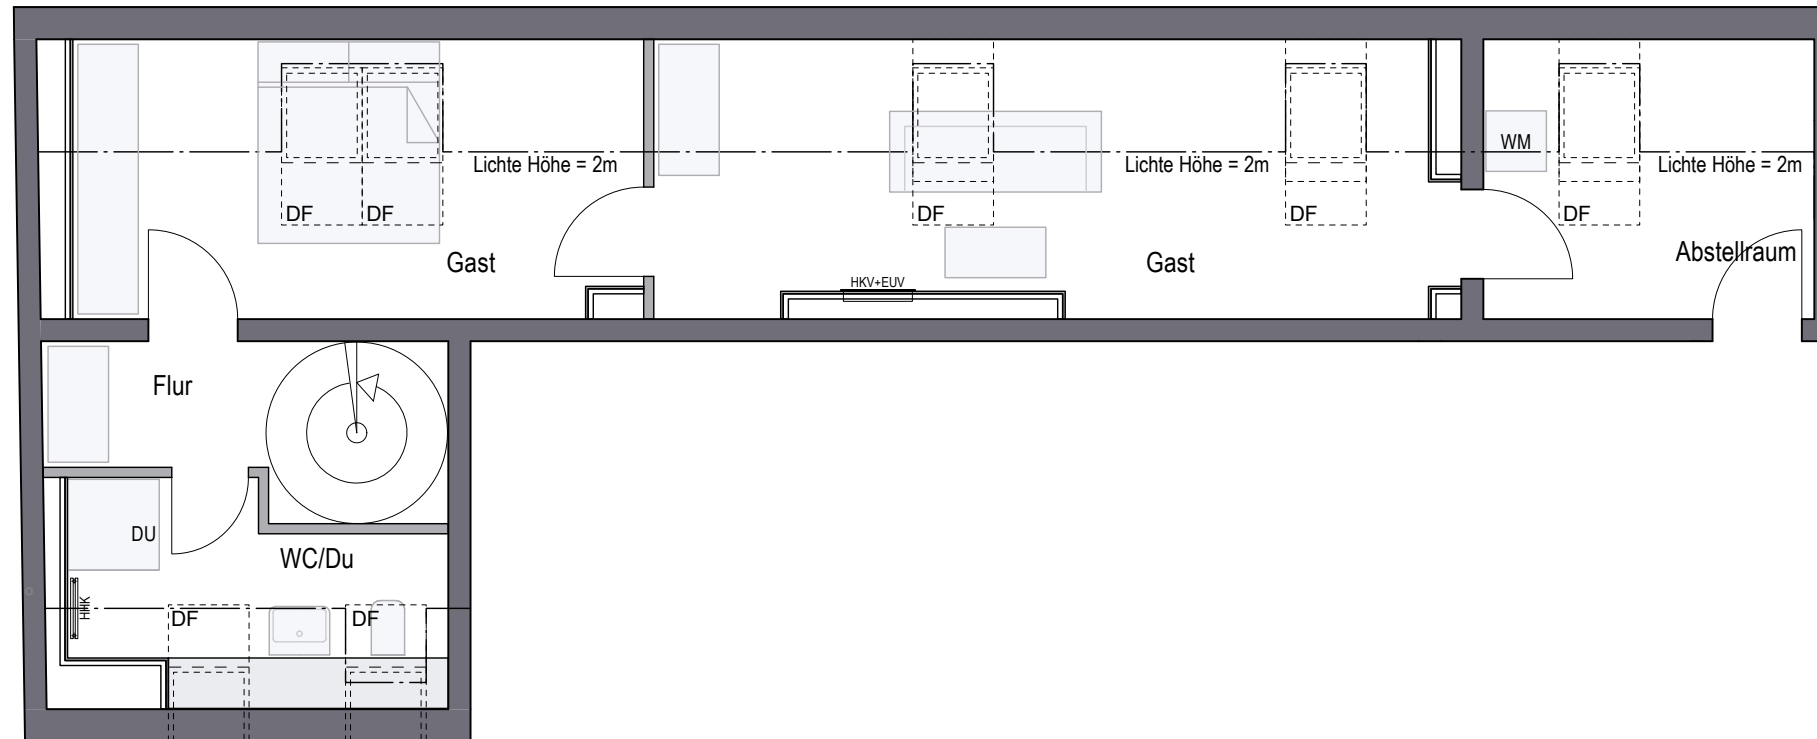 WM
Lichte Höhe = 2m
Lichte Höhe = 2m
Lichte Höhe = 2m
DF
DF
DF
DF
DF
Gast
Gast
Abstellraum
HKV+EUV
Flur
DU
WC/Du
HHK
DF
DF